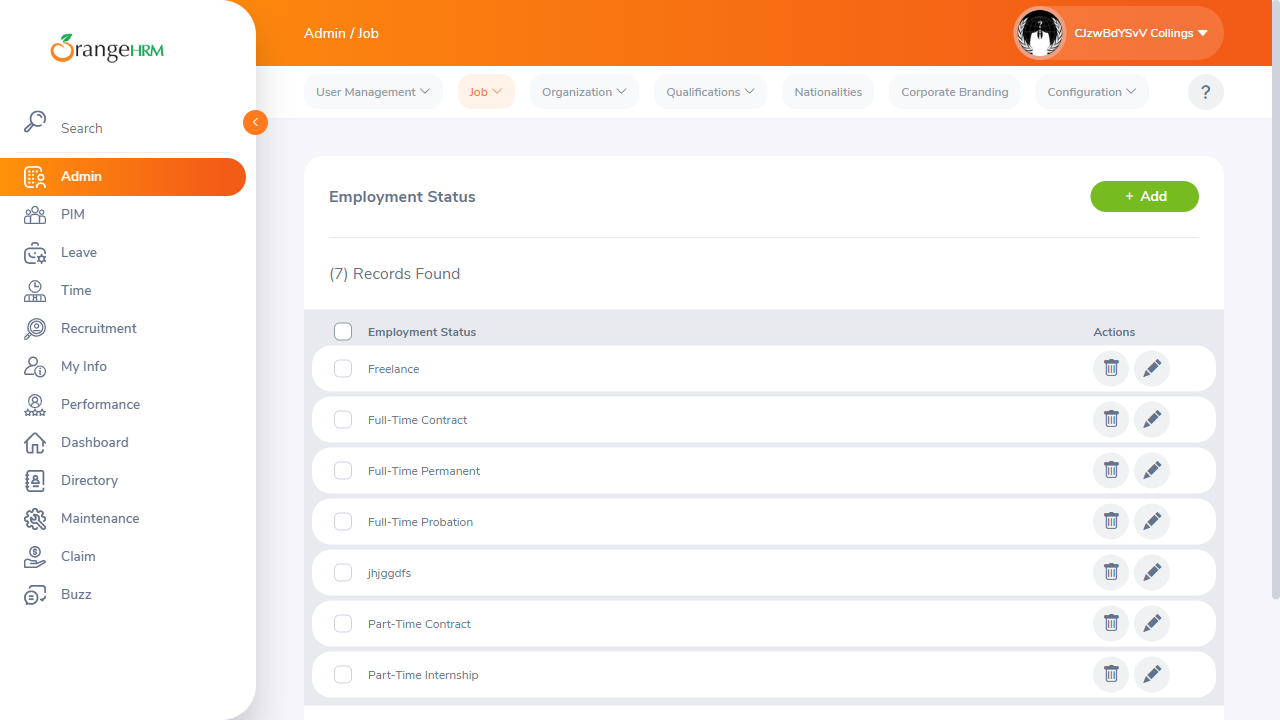 OrangeHRM
Admin / Job
CJzwBdYSvV Collings
Search
User Management
Job
Organization
Qualifications
Nationalities
Corporate Branding
Configuration
?
Admin
PIM
Leave
Time
Recruitment
My Info
Performance
Dashboard
Directory
Maintenance
Claim
Buzz
Employment Status
+ Add
(7) Records Found
Employment Status
Actions
Freelance
Full-Time Contract
Full-Time Permanent
Full-Time Probation
jhjggdfs
Part-Time Contract
Part-Time Internship